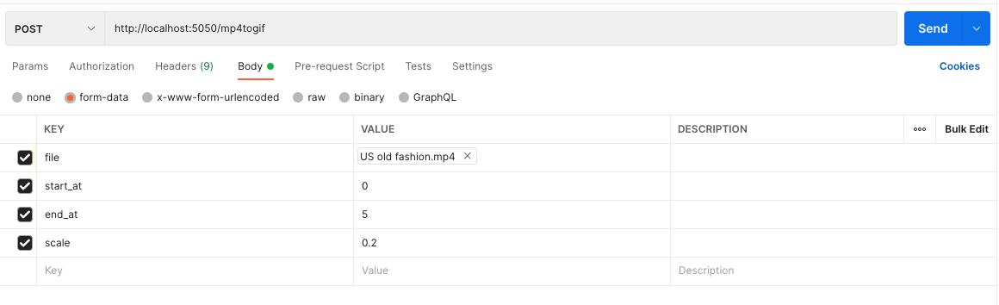 POST http://localhost:5050/mp4togif Send
Params Authorization Headers (9) Body Pre-request Script Tests Settings Cookies
none form-data x-www-form-urlencoded raw binary GraphQL
KEY VALUE DESCRIPTION Bulk Edit
file US old fashion.mp4
start_at 0
end_at 5
scale 0.2
Key Value Description